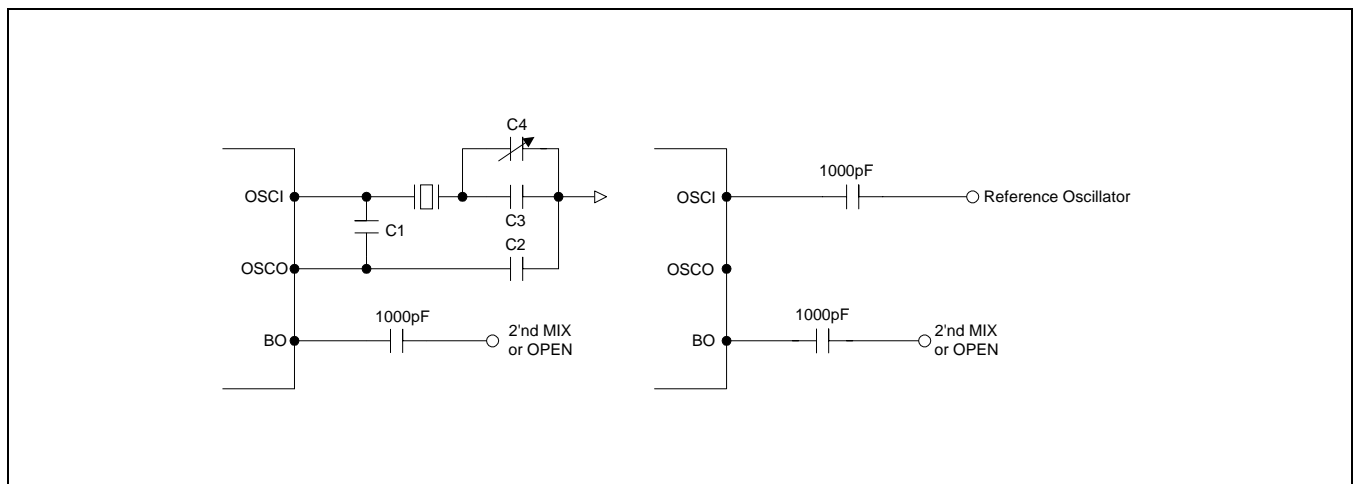 C4
OSCI
C3
C1
C2
OSCO
1000pF
BO
2'nd MIX
or OPEN
1000pF
OSCI
Reference Oscillator
OSCO
1000pF
BO
2'nd MIX
or OPEN